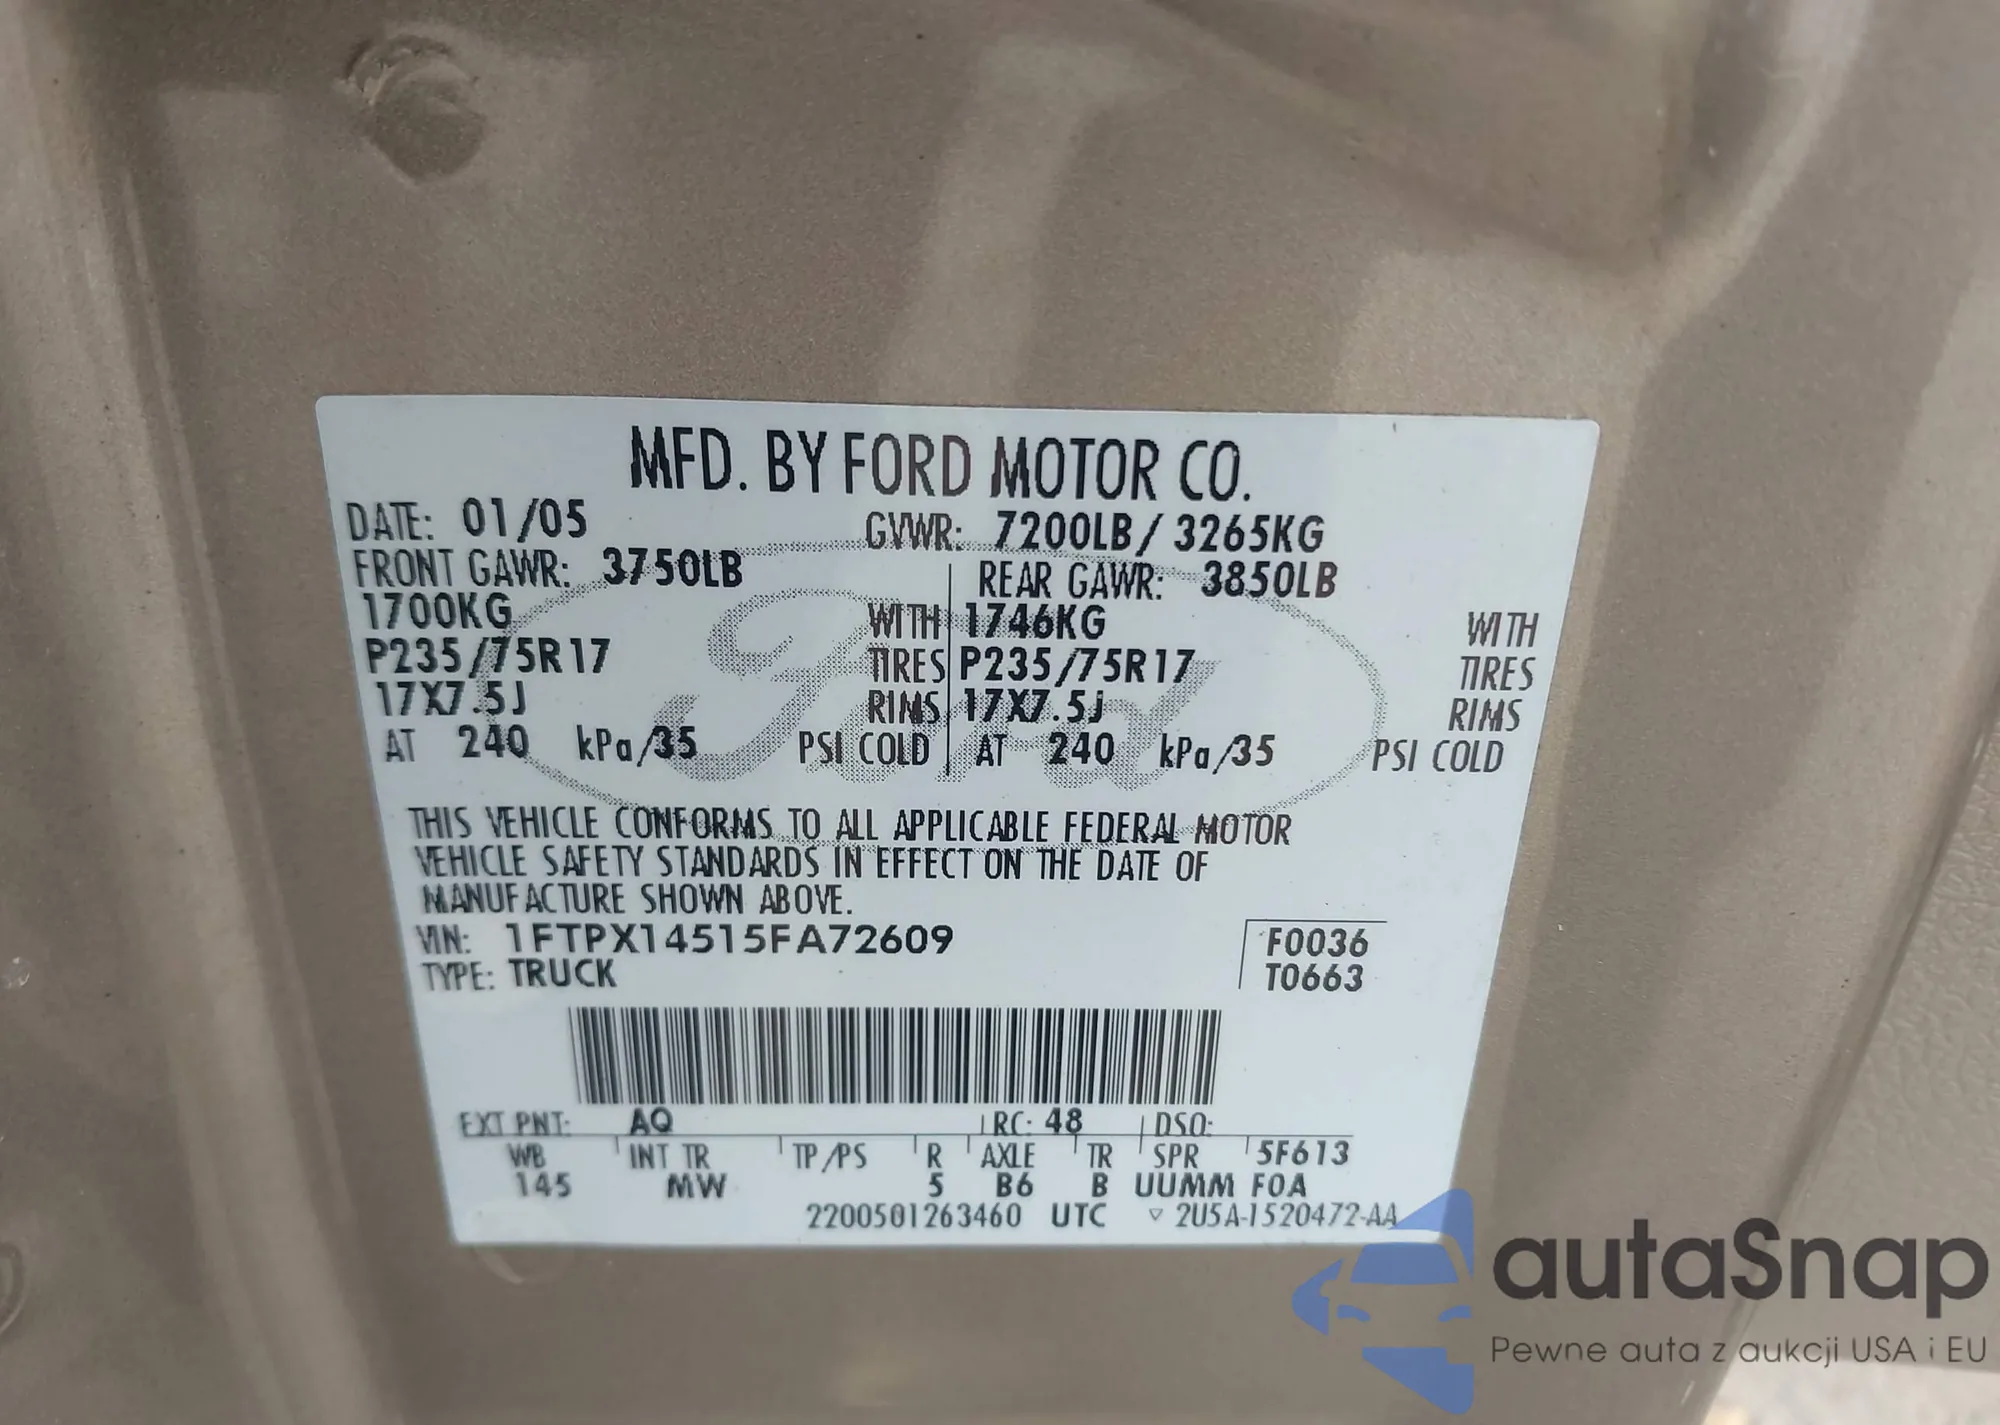 MFD. BY FORD MOTOR CO.
DATE: 01/05 GVWR: 7200LB/ 3265KG
FRONT GAWR: 3750LB REAR GAWR: 3850LB
1700KG WITH 1746KG WITH
P235/75R17 TIRES P235/75R17 TIRES
17X7.5J RIMS 17X7.5J RIMS
AT 240 kPa/35 PSI COLD AT 240 kPa/35 PSI COLD
Ford
THIS VEHICLE CONFORMS TO ALL APPLICABLE FEDERAL MOTOR
VEHICLE SAFETY STANDARDS IN EFFECT ON THE DATE OF
MANUFACTURE SHOWN ABOVE.
VIN: 1FTPX14515FA72609 F0036
TYPE: TRUCK T0663
EXT PNT: AQ RC: 48 DSO:
WB INT TR TP/PS R AXLE TR SPR 5F613
145 MW 5 B6 B UUMM F0A
2200501263460 UTC ▽ 2U5A-1520472-AA
autaSnap
Pewne auta z aukcji USA i EU